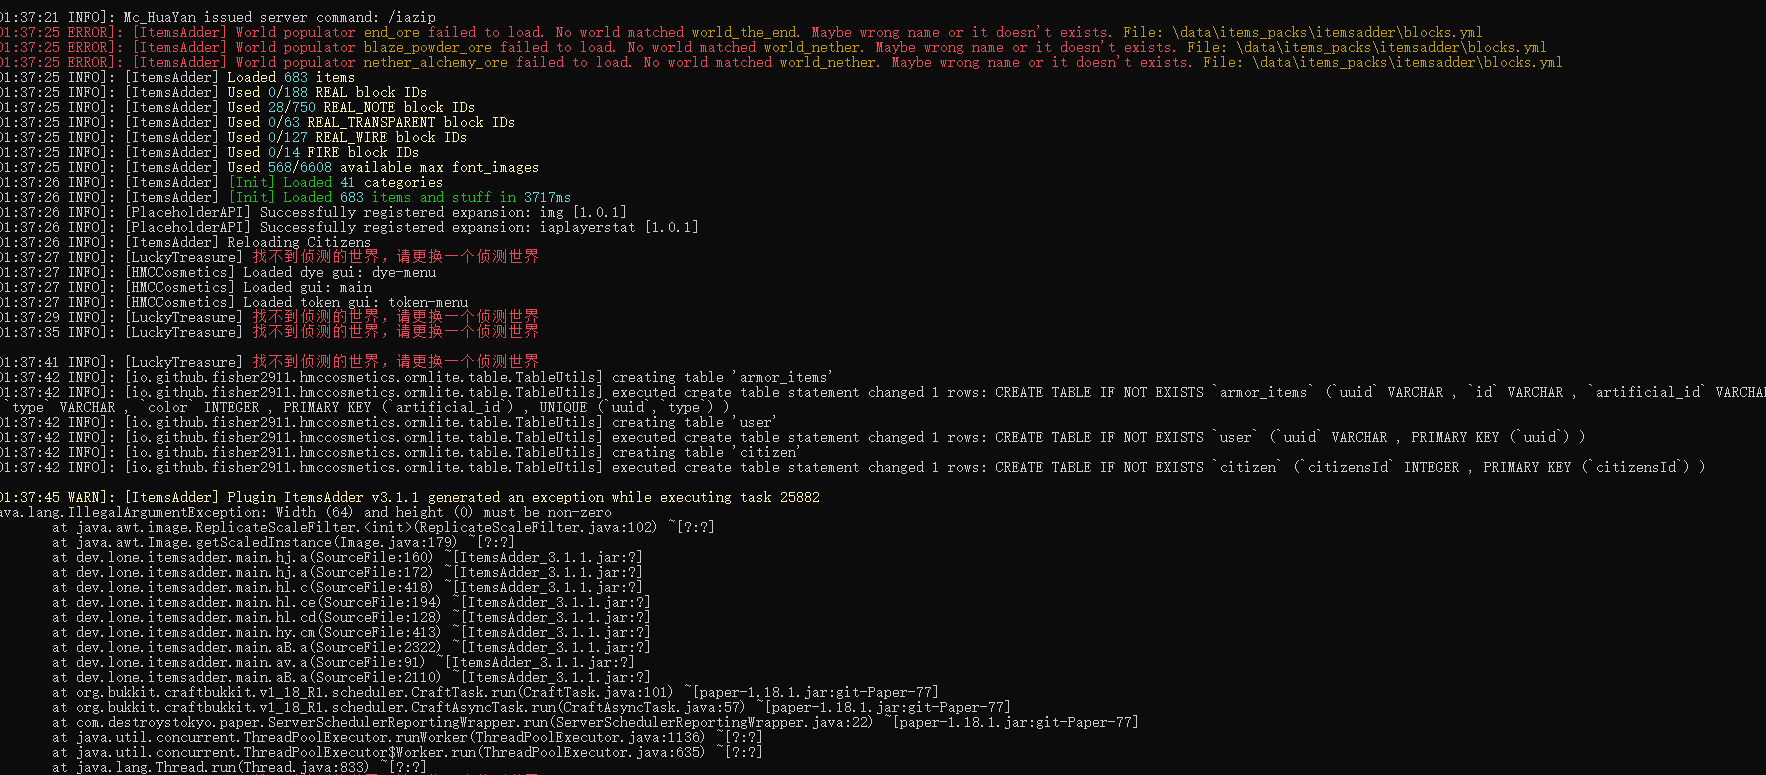 01:37:21 INFO]: Mc_HuaYan issued server command: /iazip
01:37:25 ERROR]: [ItemsAdder] World populator end_ore failed to load. No world matched world_the_end. Maybe wrong name or it doesn't exists. File: \data\items_packs\itemsadder\blocks.yml
01:37:25 ERROR]: [ItemsAdder] World populator blaze_powder_ore failed to load. No world matched world_nether. Maybe wrong name or it doesn't exists. File: \data\items_packs\itemsadder\blocks.yml
01:37:25 ERROR]: [ItemsAdder] World populator nether_alchemy_ore failed to load. No world matched world_nether. Maybe wrong name or it doesn't exists. File: \data\items_packs\itemsadder\blocks.yml
01:37:25 INFO]: [ItemsAdder] Loaded 683 items
01:37:25 INFO]: [ItemsAdder] Used 0/188 REAL block IDs
01:37:25 INFO]: [ItemsAdder] Used 28/750 REAL_NOTE block IDs
01:37:25 INFO]: [ItemsAdder] Used 0/63 REAL_TRANSPARENT block IDs
01:37:25 INFO]: [ItemsAdder] Used 0/127 REAL_WIRE block IDs
01:37:25 INFO]: [ItemsAdder] Used 0/14 FIRE block IDs
01:37:25 INFO]: [ItemsAdder] Used 568/6608 available max font_images
01:37:26 INFO]: [ItemsAdder] [Init] Loaded 41 categories
01:37:26 INFO]: [ItemsAdder] [Init] Loaded 683 items and stuff in 3717ms
01:37:26 INFO]: [PlaceholderAPI] Successfully registered expansion: img [1.0.1]
01:37:26 INFO]: [PlaceholderAPI] Successfully registered expansion: iaplayerstat [1.0.1]
01:37:26 INFO]: [ItemsAdder] Reloading Citizens
01:37:27 INFO]: [LuckyTreasure] 找不到侦测的世界，请更换一个侦测世界
01:37:27 INFO]: [HMCCosmetics] Loaded dye gui: dye-menu
01:37:27 INFO]: [HMCCosmetics] Loaded gui: main
01:37:27 INFO]: [HMCCosmetics] Loaded token gui: token-menu
01:37:29 INFO]: [LuckyTreasure] 找不到侦测的世界，请更换一个侦测世界
01:37:35 INFO]: [LuckyTreasure] 找不到侦测的世界，请更换一个侦测世界
01:37:41 INFO]: [LuckyTreasure] 找不到侦测的世界，请更换一个侦测世界
01:37:42 INFO]: [io.github.fisher2911.hmccosmetics.ormlite.table.TableUtils] creating table 'armor_items'
01:37:42 INFO]: [io.github.fisher2911.hmccosmetics.ormlite.table.TableUtils] executed create table statement changed 1 rows: CREATE TABLE IF NOT EXISTS `armor_items` (`uuid` VARCHAR , `id` VARCHAR , `artificial_id` VARCHAR
`type` VARCHAR , `color` INTEGER , PRIMARY KEY (`artificial_id`) , UNIQUE (`uuid`,`type`) )
01:37:42 INFO]: [io.github.fisher2911.hmccosmetics.ormlite.table.TableUtils] creating table 'user'
01:37:42 INFO]: [io.github.fisher2911.hmccosmetics.ormlite.table.TableUtils] executed create table statement changed 1 rows: CREATE TABLE IF NOT EXISTS `user` (`uuid` VARCHAR , PRIMARY KEY (`uuid`) )
01:37:42 INFO]: [io.github.fisher2911.hmccosmetics.ormlite.table.TableUtils] creating table 'citizen'
01:37:42 INFO]: [io.github.fisher2911.hmccosmetics.ormlite.table.TableUtils] executed create table statement changed 1 rows: CREATE TABLE IF NOT EXISTS `citizen` (`citizensId` INTEGER , PRIMARY KEY (`citizensId`) )
01:37:45 WARN]: [ItemsAdder] Plugin ItemsAdder v3.1.1 generated an exception while executing task 25882
ava.lang.IllegalArgumentException: Width (64) and height (0) must be non-zero
at java.awt.image.ReplicateScaleFilter.<init>(ReplicateScaleFilter.java:102) ~[?:?]
at java.awt.Image.getScaledInstance(Image.java:179) ~[?:?]
at dev.lone.itemsadder.main.hj.a(SourceFile:160) ~[ItemsAdder_3.1.1.jar:?]
at dev.lone.itemsadder.main.hj.a(SourceFile:172) ~[ItemsAdder_3.1.1.jar:?]
at dev.lone.itemsadder.main.hl.c(SourceFile:418) ~[ItemsAdder_3.1.1.jar:?]
at dev.lone.itemsadder.main.hl.ce(SourceFile:194) ~[ItemsAdder_3.1.1.jar:?]
at dev.lone.itemsadder.main.hl.cd(SourceFile:128) ~[ItemsAdder_3.1.1.jar:?]
at dev.lone.itemsadder.main.hy.cm(SourceFile:413) ~[ItemsAdder_3.1.1.jar:?]
at dev.lone.itemsadder.main.aB.a(SourceFile:2322) ~[ItemsAdder_3.1.1.jar:?]
at dev.lone.itemsadder.main.av.a(SourceFile:91) ~[ItemsAdder_3.1.1.jar:?]
at dev.lone.itemsadder.main.aB.a(SourceFile:2110) ~[ItemsAdder_3.1.1.jar:?]
at org.bukkit.craftbukkit.v1_18_R1.scheduler.CraftTask.run(CraftTask.java:101) ~[paper-1.18.1.jar:git-Paper-77]
at org.bukkit.craftbukkit.v1_18_R1.scheduler.CraftAsyncTask.run(CraftAsyncTask.java:57) ~[paper-1.18.1.jar:git-Paper-77]
at com.destroystokyo.paper.ServerSchedulerReportingWrapper.run(ServerSchedulerReportingWrapper.java:22) ~[paper-1.18.1.jar:git-Paper-77]
at java.util.concurrent.ThreadPoolExecutor.runWorker(ThreadPoolExecutor.java:1136) ~[?:?]
at java.util.concurrent.ThreadPoolExecutor$Worker.run(ThreadPoolExecutor.java:635) ~[?:?]
at java.lang.Thread.run(Thread.java:833) ~[?:?]